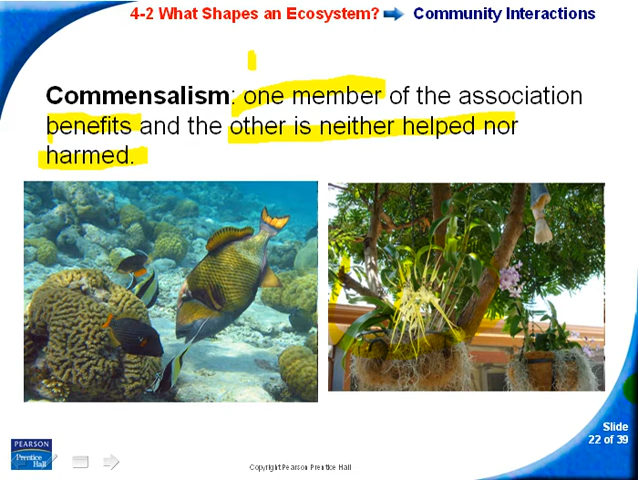 4-2 What Shapes an Ecosystem? Community Interactions
Commensalism: one member of the association
benefits and the other is neither helped nor
harmed.
Slide
22 of 39
PEARSON
Prentice
Hall
Copyright Pearson Prentice Hall